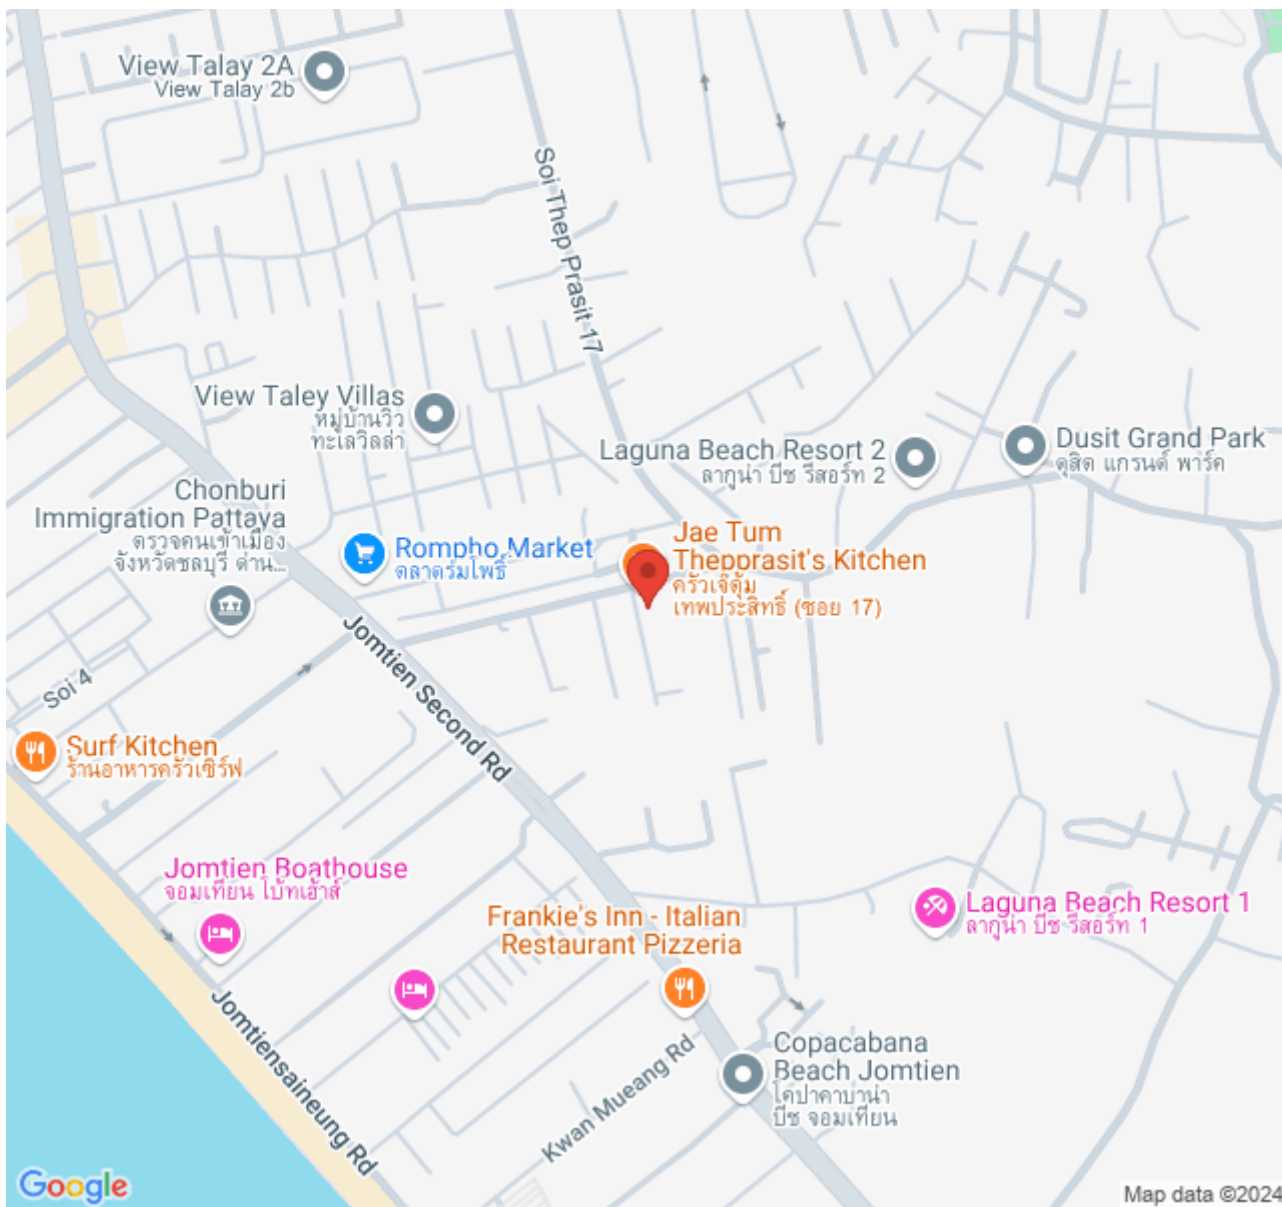 View Talay 2A
View Talay 2b
Soi Thep Prasit 17
View Taley Villas
หมู่บ้านวิว
ทะเลวิลล่า
Laguna Beach Resort 2
ลากูน่า บีช รีสอร์ท 2
Dusit Grand Park
ดุสิต แกรนด์ พาร์ค
Chonburi
Immigration Pattaya
ตรวจคนเข้าเมือง
จังหวัดชลบุรี ด่าน...
Rompho Market
ตลาดร่มโพธิ์
Jae Tum
Thepprasit's Kitchen
ครัวเจ๊ตุ้ม
เทพประสิทธิ์ (ซอย 17)
Jomtien Second Rd
Soi 4
Surf Kitchen
ร้านอาหารครัวเซิร์ฟ
Jomtien Boathouse
จอมเทียน โบ้ทเฮ้าส์
Frankie's Inn - Italian
Restaurant Pizzeria
Laguna Beach Resort 1
ลากูน่า บีช รีสอร์ท 1
Jomtiensaineung Rd
Kwan Mueang Rd
Copacabana
Beach Jomtien
โคปาคาบาน่า
บีช จอมเทียน
Google
Map data ©2024